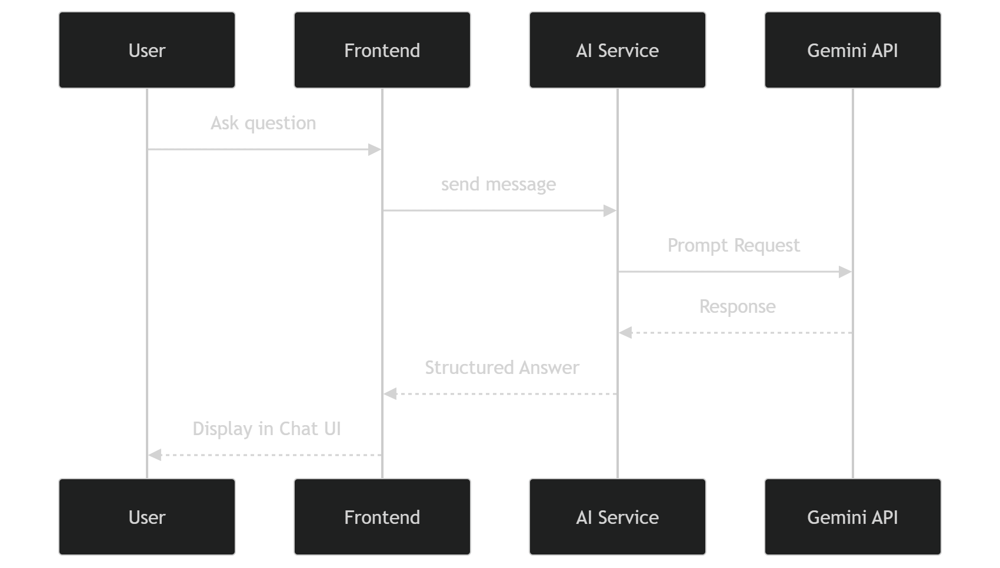 User
Frontend
AI Service
Gemini API
Ask question
send message
Prompt Request
Response
Structured Answer
Display in Chat UI
User
Frontend
AI Service
Gemini API